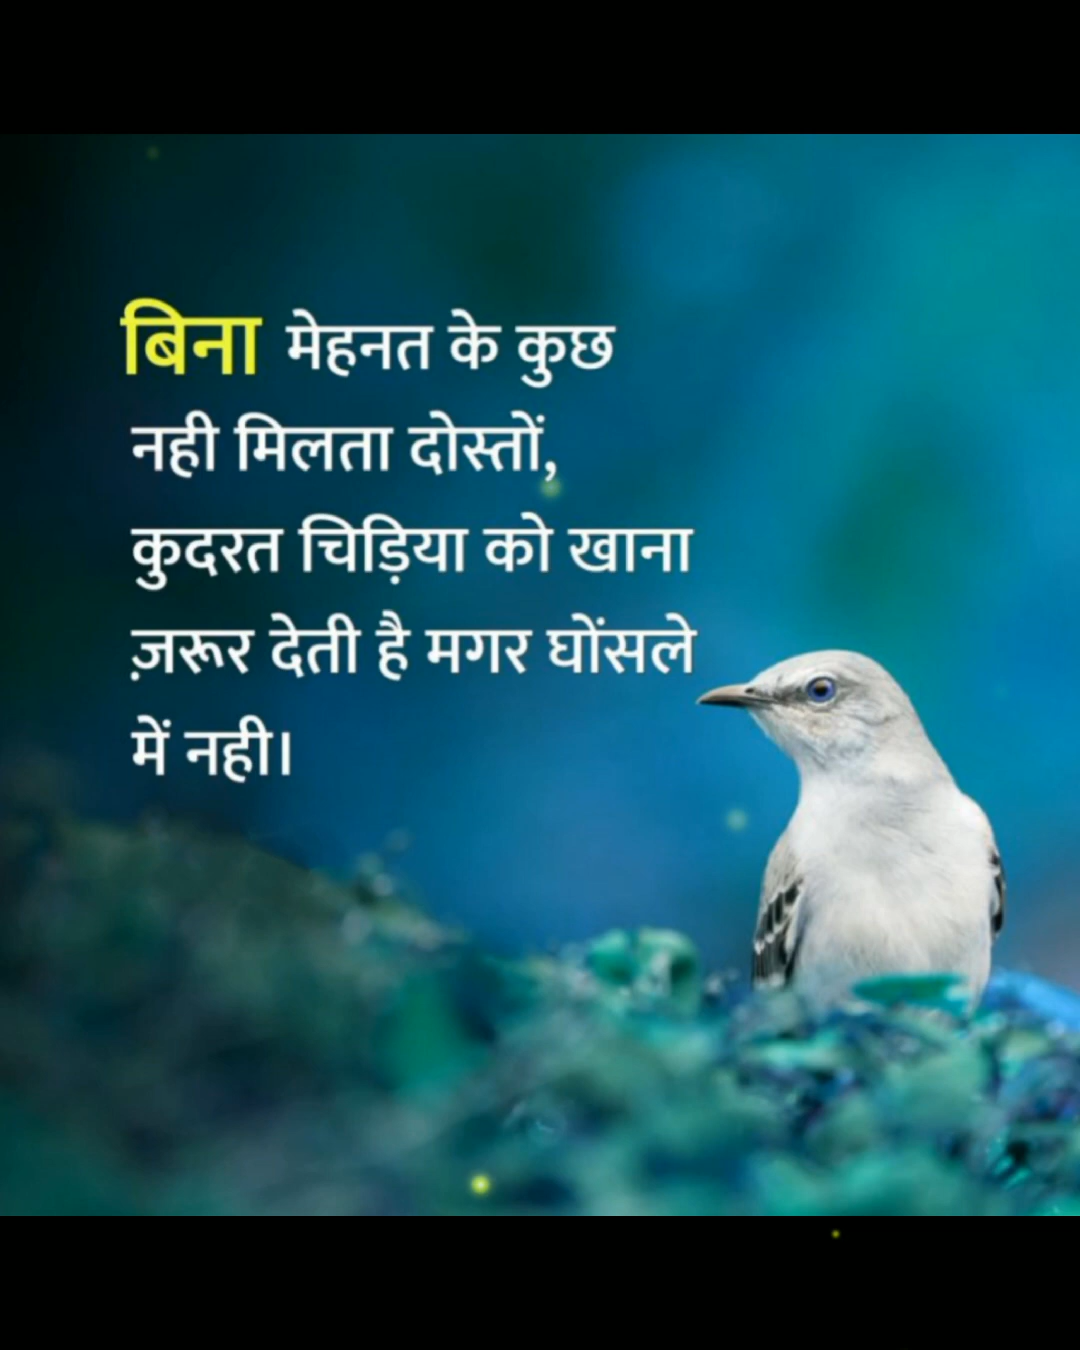 बिना मेहनत के कुछ
नही मिलता दोस्तों,
कुदरत चिड़िया को खाना
ज़रूर देती है मगर घोंसले
में नही।